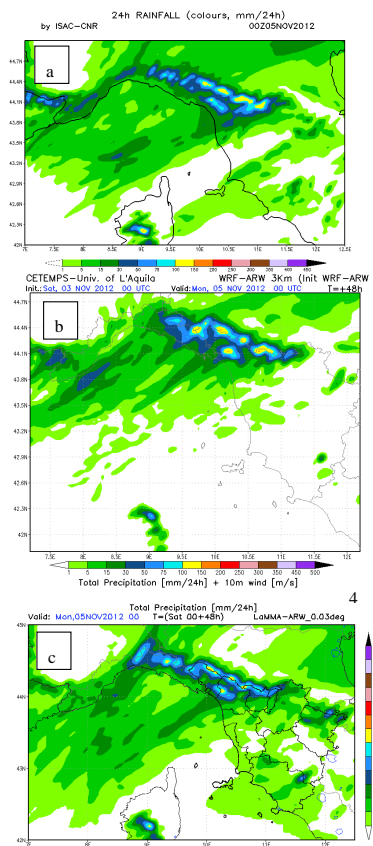 24h RAINFALL (colours, mm/24h)
by ISAC-CNR 00Z05NOV2012
a
44.7N
44.4N
44.1N
43.8N
43.5N
43.2N
42.9N
42.6N
42.3N
42N
7E 7.5E 8E 8.5E 9E 9.5E 10E 10.5E 11E 11.5E 12E 12.5E
1 5 15 30 50 75 100 150 200 250 300 400 450
CETEMPS-Univ. of L'Aquila WRF-ARW 3Km (Init WRF-ARW
Init.: Sat, 03 NOV 2012 00 UTC Valid: Mon, 05 NOV 2012 00 UTC T=+48h
b
44.4N
44.1N
43.8N
43.5N
43.2N
42.9N
42.6N
42.3N
42N
7.5E 8E 8.5E 9E 9.5E 10E 10.5E 11E 11.5E 12E
1 5 15 30 50 75 100 150 200 250 300 400 450 500
Total Precipitation [mm/24h] + 10m wind [m/s]
4
Total Precipitation [mm/24h]
Valid: Mon,05NOV2012 00 T=(Sat 00+48h) LaMMA-ARW_0.03deg
c
45N
44N
43N
42N
8E 9E 10E 11E 12E